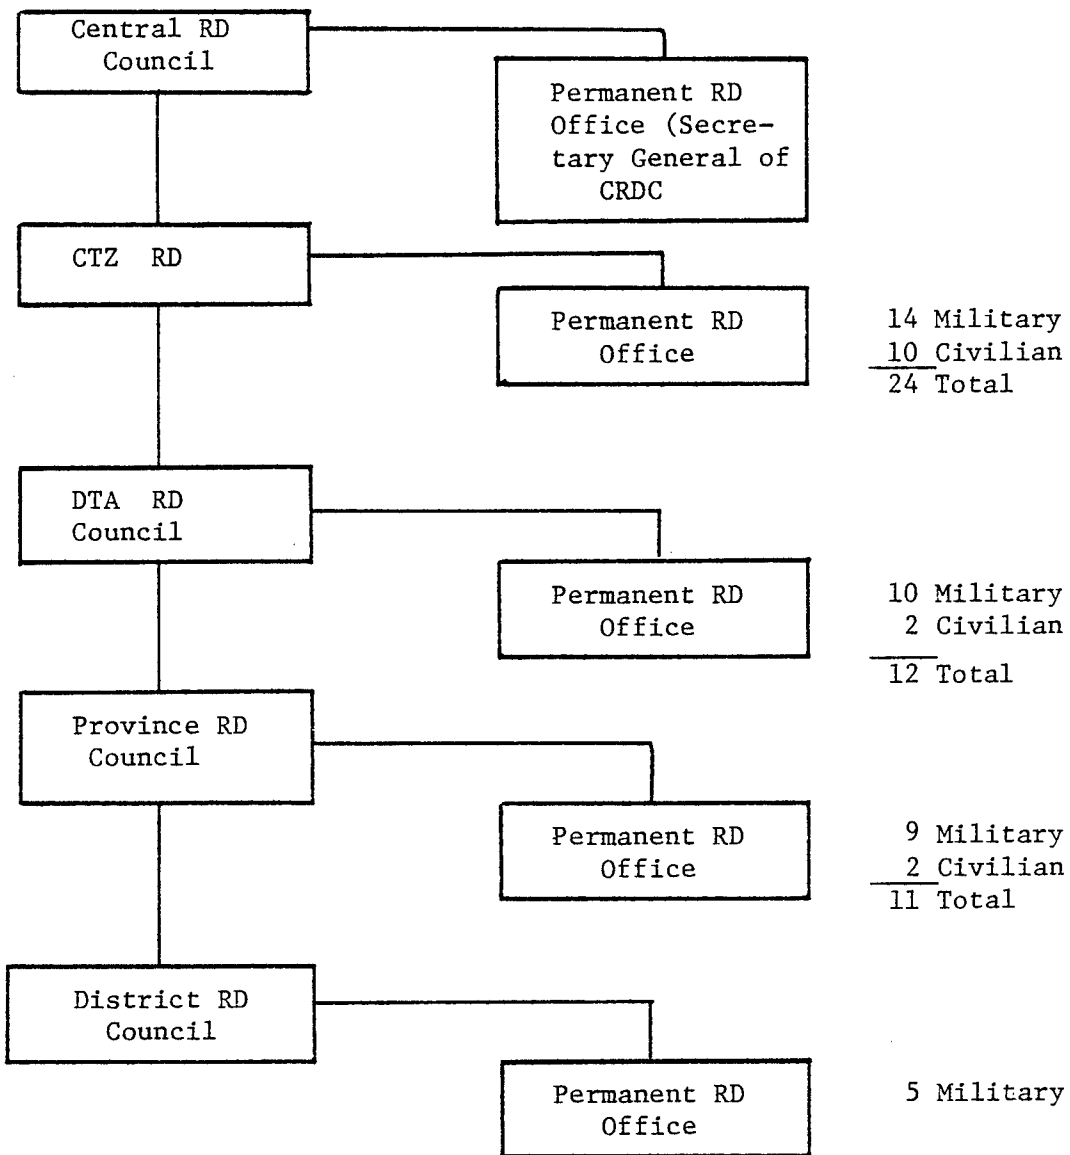 Central RD
Council
Permanent RD
Office (Secre-
tary General of
CRDC
CTZ RD
Permanent RD
Office
14 Military
10 Civilian
24 Total
DTA RD
Council
Permanent RD
Office
10 Military
2 Civilian
12 Total
Province RD
Council
Permanent RD
Office
9 Military
2 Civilian
11 Total
District RD
Council
Permanent RD
Office
5 Military